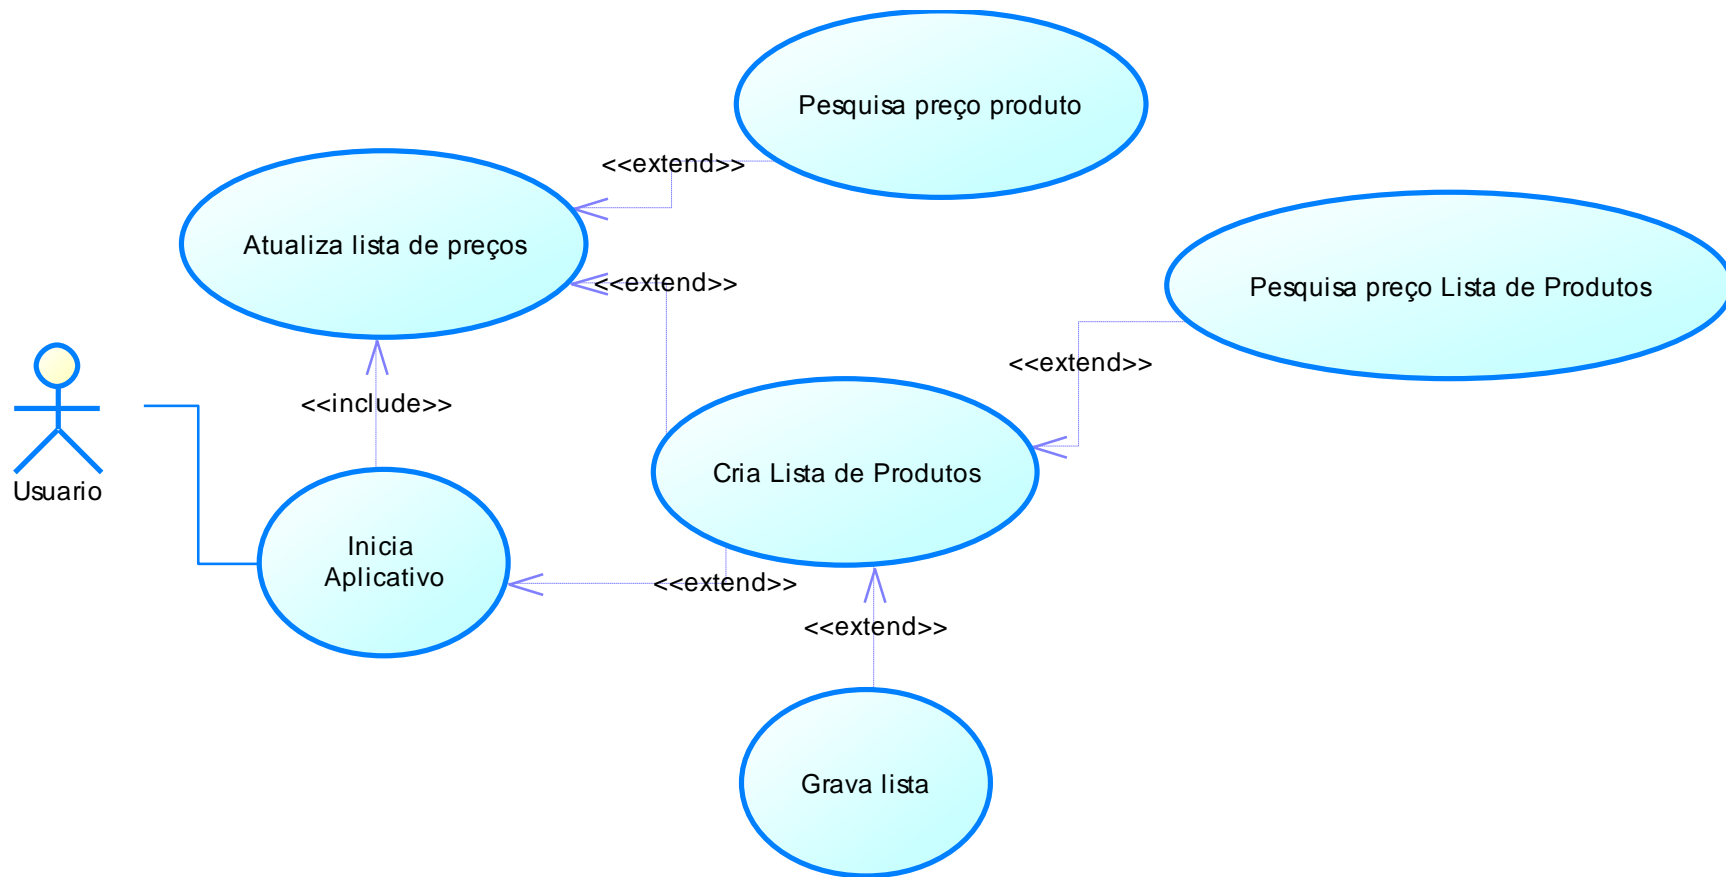 Pesquisa preço produto
<<extend>>
Atualiza lista de preços
<<extend>>
Pesquisa preço Lista de Produtos
<<extend>>
<<include>>
Usuario
Cria Lista de Produtos
Inicia
Aplicativo
<<extend>>
<<extend>>
Grava lista